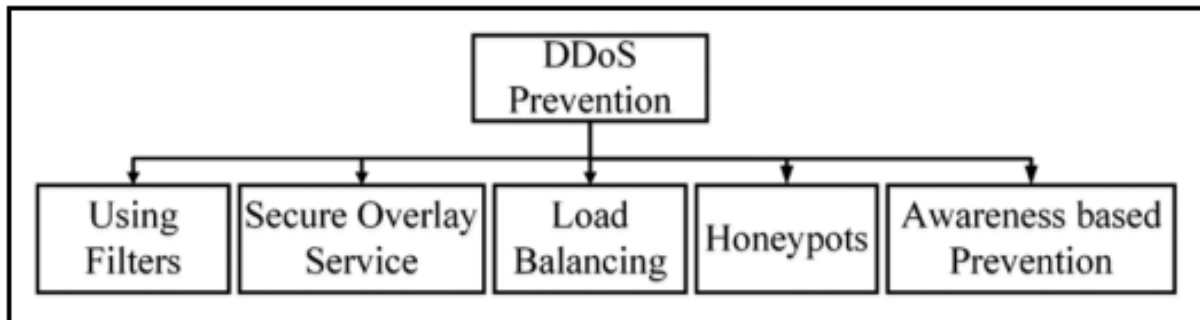 DDoS
Prevention
Using
Filters
Secure Overlay
Service
Load
Balancing
Honeypots
Awareness based
Prevention